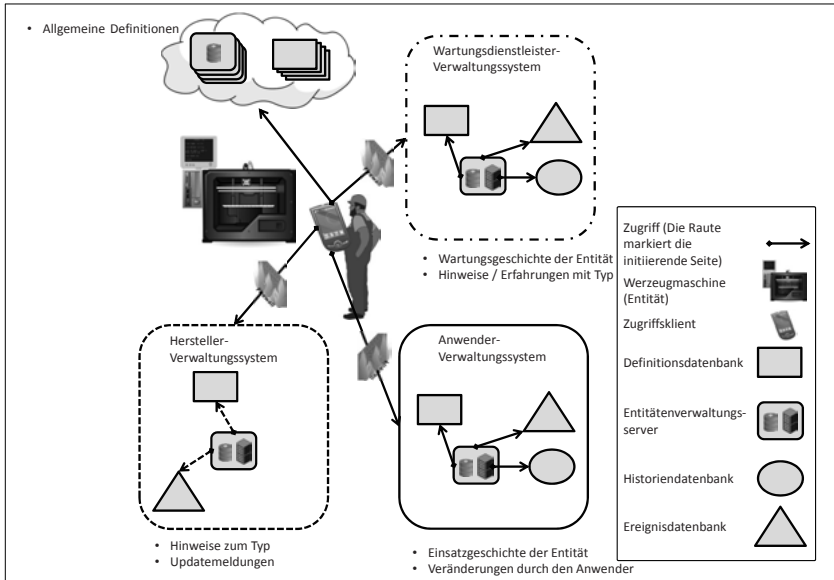 • Allgemeine Definitionen
Wartungsdienstleister-
Verwaltungssystem
• Wartungsgeschichte der Entität
• Hinweise / Erfahrungen mit Typ
Hersteller-
Verwaltungssystem
• Hinweise zum Typ
• Updatemeldungen
Anwender-
Verwaltungssystem
• Einsatzgeschichte der Entität
• Veränderungen durch den Anwender
Zugriff (Die Raute
markiert die
initiierende Seite)
Werzeugmaschine
(Entität)
Zugriffsklient
Definitionsdatenbank
Entitätenverwaltungs-
server
Historiendatenbank
Ereignisdatenbank